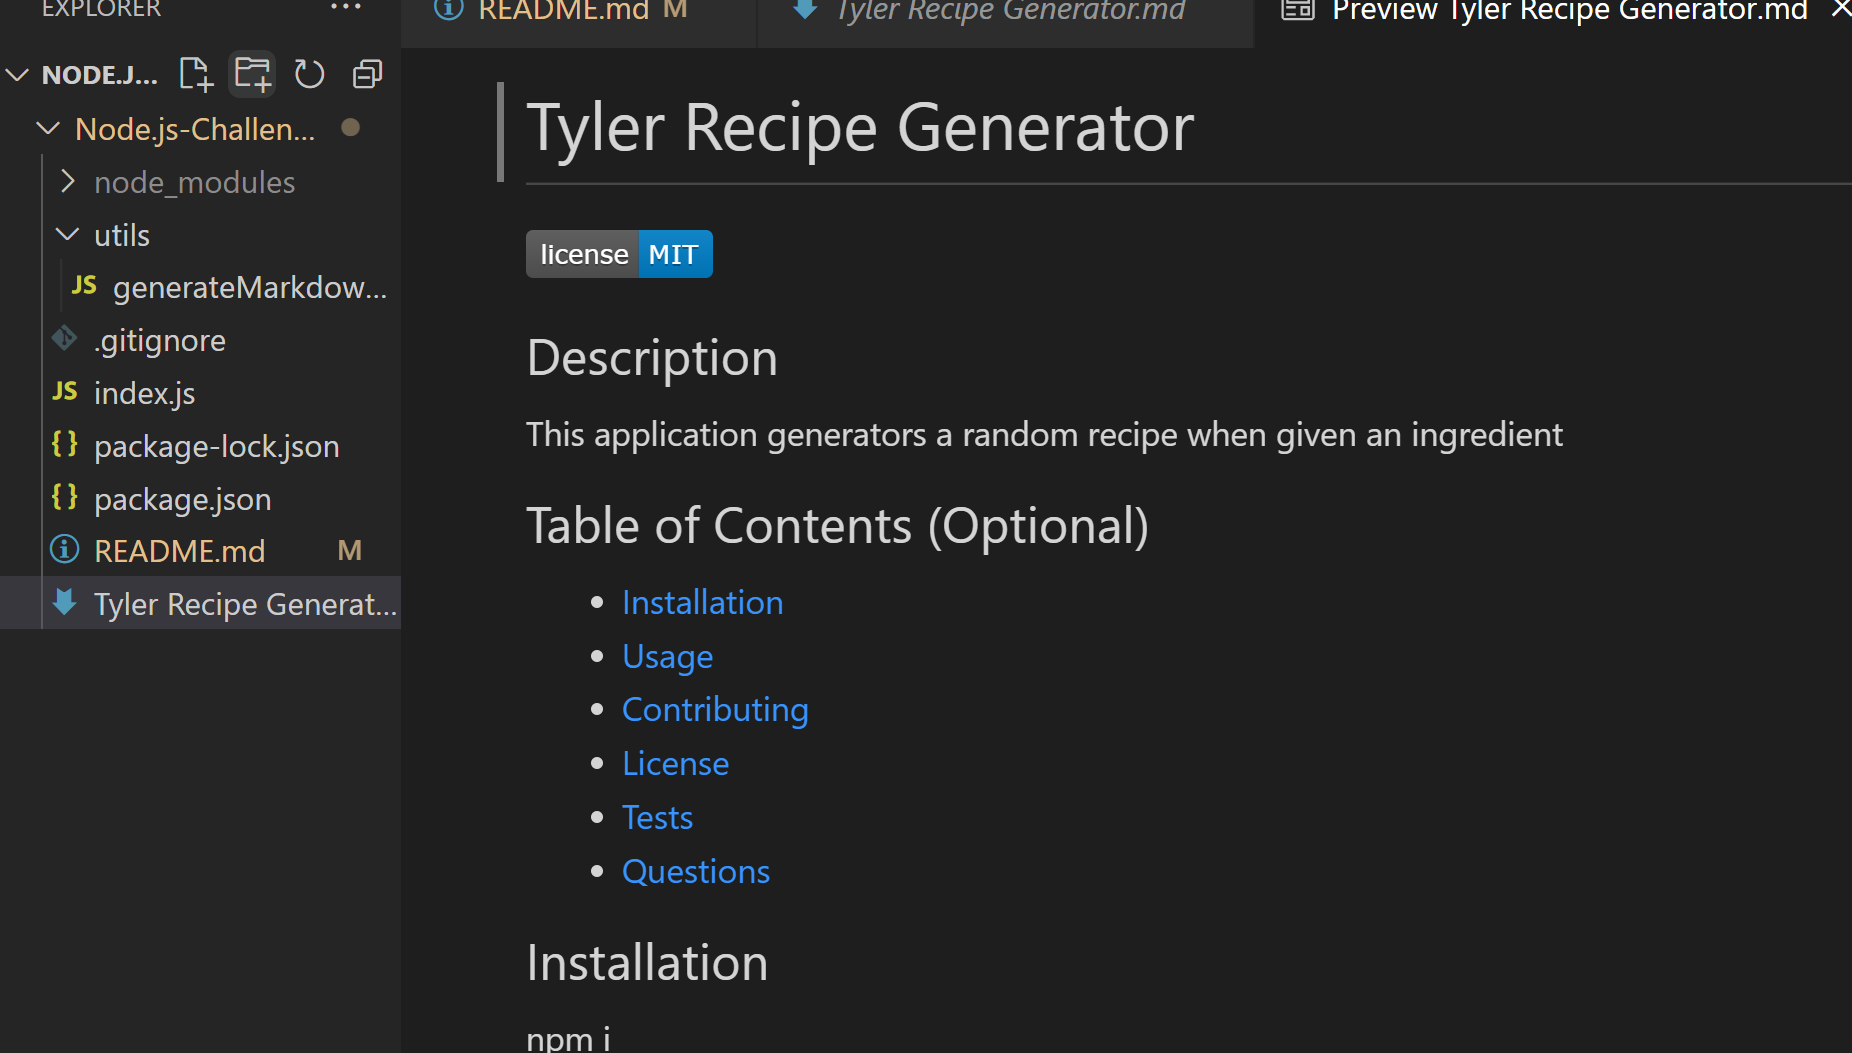 EXPLORER
README.md M
Tyler Recipe Generator.md
Preview Tyler Recipe Generator.md
NODE.J...
Node.js-Challen...
node_modules
utils
JS generateMarkdow...
.gitignore
JS index.js
{} package-lock.json
{} package.json
README.md M
Tyler Recipe Generat...
Tyler Recipe Generator
license MIT
Description
This application generators a random recipe when given an ingredient
Table of Contents (Optional)
Installation
Usage
Contributing
License
Tests
Questions
Installation
npm i